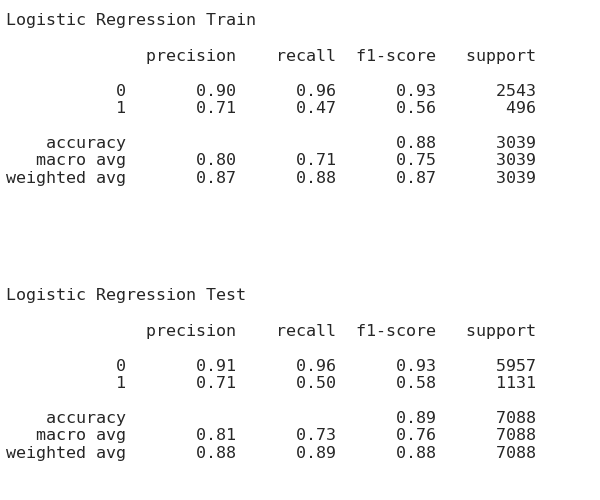 Logistic Regression Train
precision recall f1-score support
0 0.90 0.96 0.93 2543
1 0.71 0.47 0.56 496
accuracy 0.88 3039
macro avg 0.80 0.71 0.75 3039
weighted avg 0.87 0.88 0.87 3039
Logistic Regression Test
precision recall f1-score support
0 0.91 0.96 0.93 5957
1 0.71 0.50 0.58 1131
accuracy 0.89 7088
macro avg 0.81 0.73 0.76 7088
weighted avg 0.88 0.89 0.88 7088